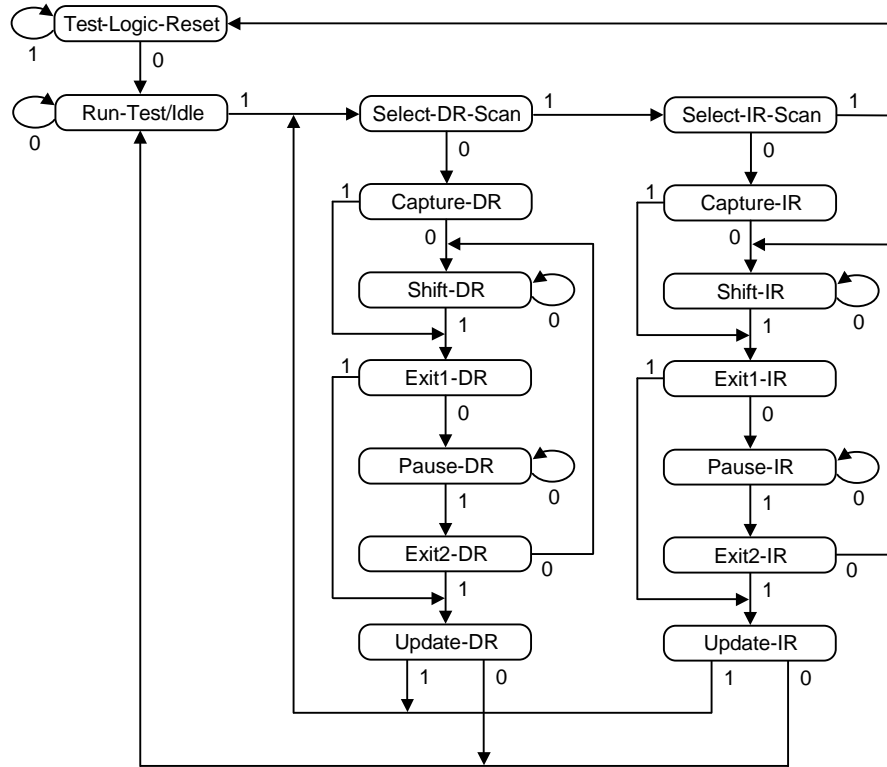 Test-Logic-Reset
1
0
Run-Test/Idle
0
1
Select-DR-Scan
1
0
Select-IR-Scan
1
0
1
Capture-DR
0
1
Capture-IR
0
Shift-DR
0
1
Shift-IR
0
1
1
Exit1-DR
0
1
Exit1-IR
0
Pause-DR
0
1
Pause-IR
0
1
Exit2-DR
0
1
Exit2-IR
0
1
Update-DR
1
0
Update-IR
1
0